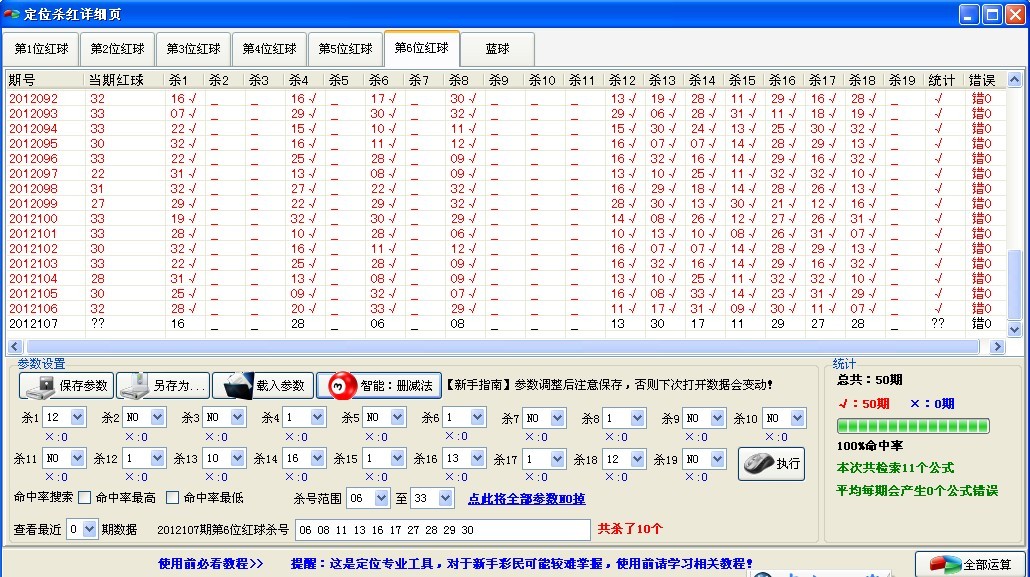 定位杀红详细页
第1位红球 第2位红球 第3位红球 第4位红球 第5位红球 第6位红球 蓝球
期号 当期红球 杀1 杀2 杀3 杀4 杀5 杀6 杀7 杀8 杀9 杀10 杀11 杀12 杀13 杀14 杀15 杀16 杀17 杀18 杀19 统计 错误
2012092 32 16√ _ _ 16√ _ 17√ _ 30√ _ _ _ 13√ 19√ 28√ 11√ 29√ 16√ 28√ _ √ 错0
2012093 33 07√ _ _ 29√ _ 30√ _ 32√ _ _ _ 29√ 06√ 28√ 31√ 11√ 18√ 19√ _ √ 错0
2012094 33 22√ _ _ 15√ _ 10√ _ 11√ _ _ _ 15√ 30√ 24√ 13√ 25√ 30√ 32√ _ √ 错0
2012095 30 32√ _ _ 16√ _ 11√ _ 12√ _ _ _ 16√ 07√ 07√ 14√ 28√ 29√ 13√ _ √ 错0
2012096 33 22√ _ _ 25√ _ 28√ _ 09√ _ _ _ 16√ 32√ 16√ 14√ 29√ 16√ 32√ _ √ 错0
2012097 22 31√ _ _ 13√ _ 08√ _ 09√ _ _ _ 13√ 10√ 25√ 11√ 32√ 32√ 10√ _ √ 错0
2012098 31 32√ _ _ 27√ _ 22√ _ 32√ _ _ _ 16√ 29√ 18√ 14√ 28√ 26√ 13√ _ √ 错0
2012099 27 29√ _ _ 22√ _ 29√ _ 32√ _ _ _ 28√ 30√ 13√ 30√ 21√ 12√ 16√ _ √ 错0
2012100 33 19√ _ _ 32√ _ 30√ _ 29√ _ _ _ 14√ 08√ 26√ 12√ 27√ 26√ 31√ _ √ 错0
2012101 33 28√ _ _ 10√ _ 28√ _ 06√ _ _ _ 10√ 13√ 10√ 08√ 26√ 31√ 07√ _ √ 错0
2012102 30 32√ _ _ 16√ _ 11√ _ 12√ _ _ _ 16√ 07√ 07√ 14√ 28√ 29√ 13√ _ √ 错0
2012103 33 22√ _ _ 25√ _ 28√ _ 09√ _ _ _ 16√ 32√ 16√ 14√ 29√ 16√ 32√ _ √ 错0
2012104 28 31√ _ _ 13√ _ 08√ _ 09√ _ _ _ 13√ 10√ 25√ 11√ 32√ 32√ 10√ _ √ 错0
2012105 30 25√ _ _ 09√ _ 32√ _ 07√ _ _ _ 16√ 08√ 33√ 14√ 23√ 31√ 29√ _ √ 错0
2012106 32 28√ _ _ 20√ _ 33√ _ 29√ _ _ _ 11√ 17√ 31√ 09√ 30√ 11√ 07√ _ √ 错0
2012107 ?? 16 _ _ 28 _ 06 _ 08 _ _ _ 13 30 17 11 29 27 28 _ ?? 错0
参数设置 统计
保存参数 另存为... 载入参数 智能：删减法 【新手指南】参数调整后注意保存，否则下次打开数据会变动！
总共：50期
√：50期 ×：0期
100%命中率
本次共检索11个公式
平均每期会产生0个公式错误
杀1 12 杀2 NO 杀3 NO 杀4 1 杀5 NO 杀6 1 杀7 NO 杀8 1 杀9 NO 杀10 NO
×:0 ×:0 ×:0 ×:0 ×:0 ×:0 ×:0 ×:0 ×:0 ×:0
杀11 NO 杀12 1 杀13 10 杀14 16 杀15 1 杀16 13 杀17 1 杀18 12 杀19 NO 执行
×:0 ×:0 ×:0 ×:0 ×:0 ×:0 ×:0 ×:0 ×:0
命中率搜索 命中率最高 命中率最低 杀号范围 06 至 33 点此将全部参数NO掉
查看最近 0 期数据 2012107期第6位红球杀号 06 08 11 13 16 17 27 28 29 30 共杀了10个
使用前必看教程>> 提醒：这是定位专业工具，对于新手彩民可能较难掌握，使用前请学习相关教程！ 全部运算